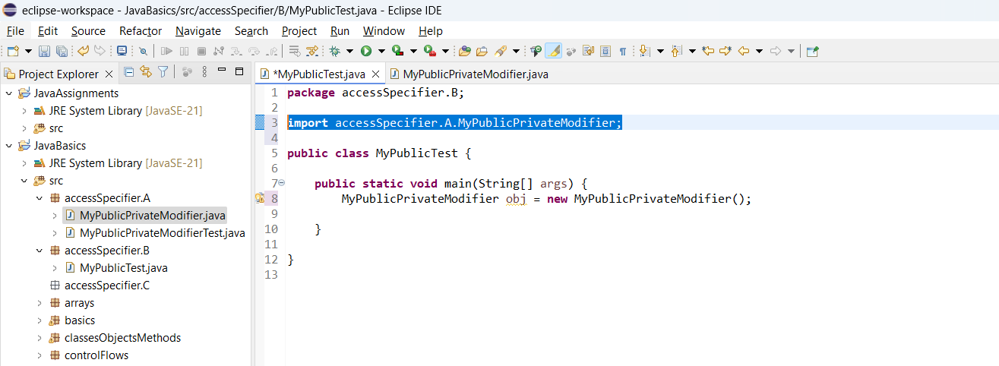 eclipse-workspace - JavaBasics/src/accessSpecifier/B/MyPublicTest.java - Eclipse IDE
File Edit Source Refactor Navigate Search Project Run Window Help
Project Explorer
JavaAssignments
JRE System Library [JavaSE-21]
src
JavaBasics
JRE System Library [JavaSE-21]
src
accessSpecifier.A
MyPublicPrivateModifier.java
MyPublicPrivateModifierTest.java
accessSpecifier.B
MyPublicTest.java
accessSpecifier.C
arrays
basics
classesObjectsMethods
controlFlows
*MyPublicTest.java MyPublicPrivateModifier.java
1 package accessSpecifier.B;
2
3 import accessSpecifier.A.MyPublicPrivateModifier;
4
5 public class MyPublicTest {
6
7 public static void main(String[] args) {
8 MyPublicPrivateModifier obj = new MyPublicPrivateModifier();
9
10 }
11
12 }
13